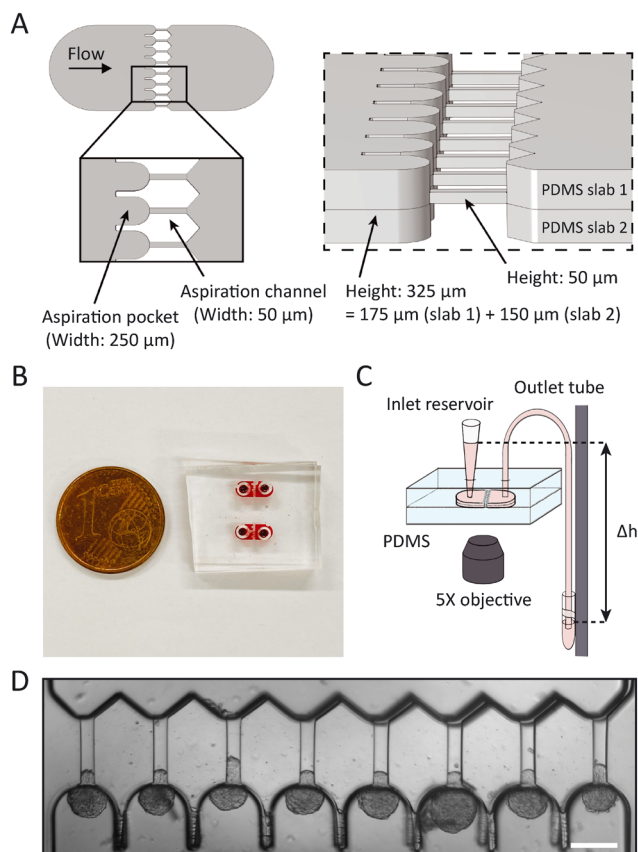 A
Flow
PDMS slab 1
PDMS slab 2
Aspiration channel
(Width: 50 µm)
Aspiration pocket
(Width: 250 µm)
Height: 50 µm
Height: 325 µm
= 175 µm (slab 1) + 150 µm (slab 2)
B
1
C
Outlet tube
Inlet reservoir
Δh
PDMS
5X objective
D